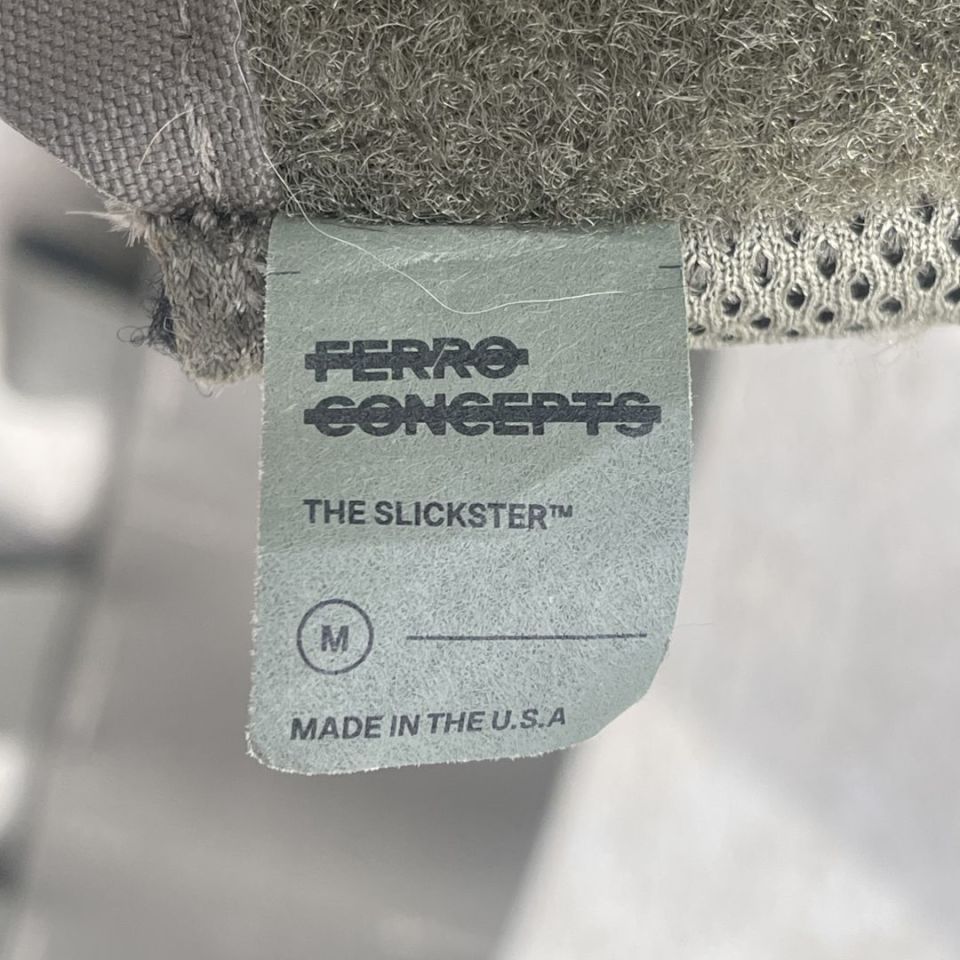 FERRO
CONCEPTS
THE SLICKSTER™
M
MADE IN THE U.S.A